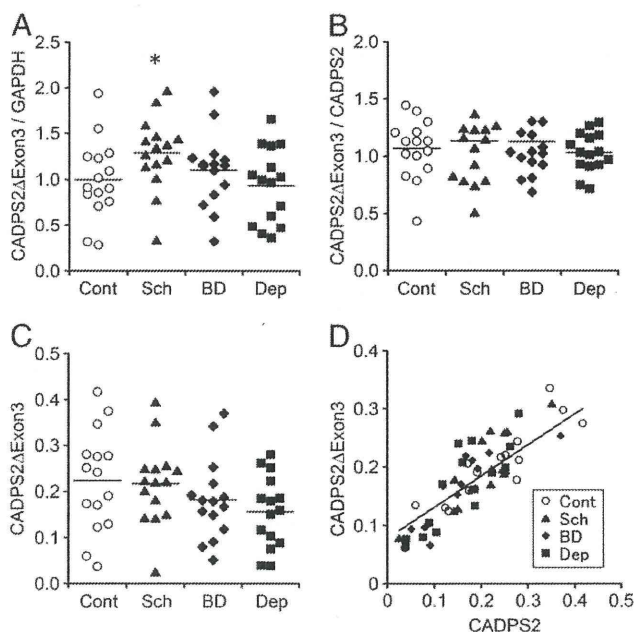 A
CADPS2ΔExon3 / GAPDH
2.5
2.0
1.5
1.0
0.5
0.0
*
Cont Sch BD Dep
B
CADPS2ΔExon3 / CADPS2
2.0
1.5
1.0
0.5
0.0
Cont Sch BD Dep
C
CADPS2ΔExon3
0.5
0.4
0.3
0.2
0.1
0.0
Cont Sch BD Dep
D
CADPS2ΔExon3
0.4
0.3
0.2
0.1
0
0 0.1 0.2 0.3 0.4 0.5
CADPS2
Cont
Sch
BD
Dep